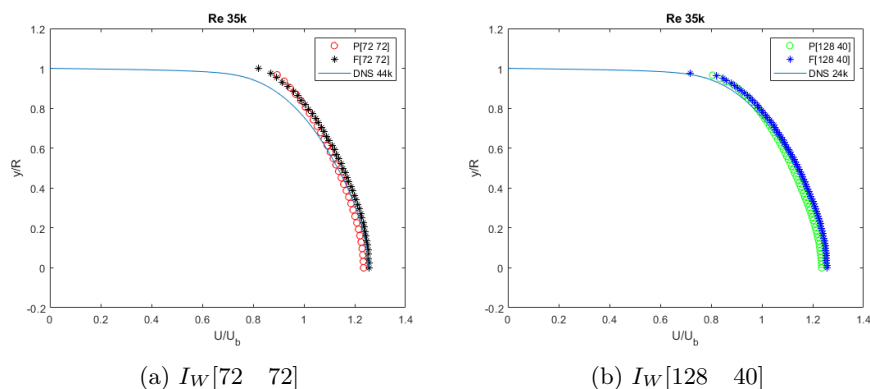 Re 35k
P[72 72]
F[72 72]
DNS 44k
1.2
1
0.8
0.6
0.4
0.2
0
-0.2
y/R
0
0.2
0.4
0.6
0.8
1
1.2
1.4
U/U_b
(a) I_W[72 72]
Re 35k
P[128 40]
F[128 40]
DNS 24k
1.2
1
0.8
0.6
0.4
0.2
0
-0.2
y/R
0
0.2
0.4
0.6
0.8
1
1.2
1.4
U/U_b
(b) I_W[128 40]